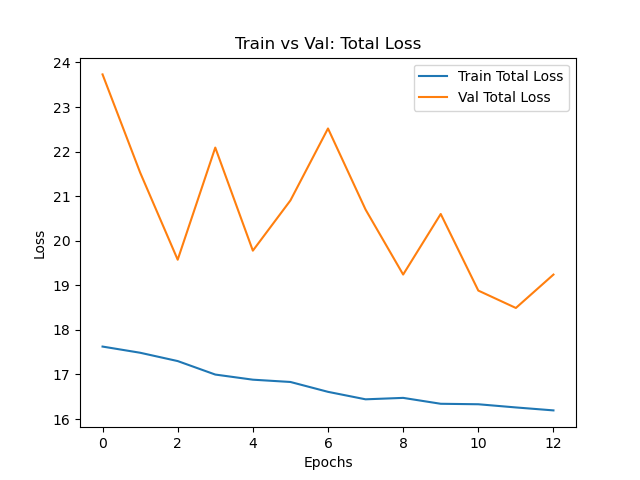 Train vs Val: Total Loss
Train Total Loss
Val Total Loss
24
23
22
21
20
19
18
17
16
Loss
0 2 4 6 8 10 12
Epochs